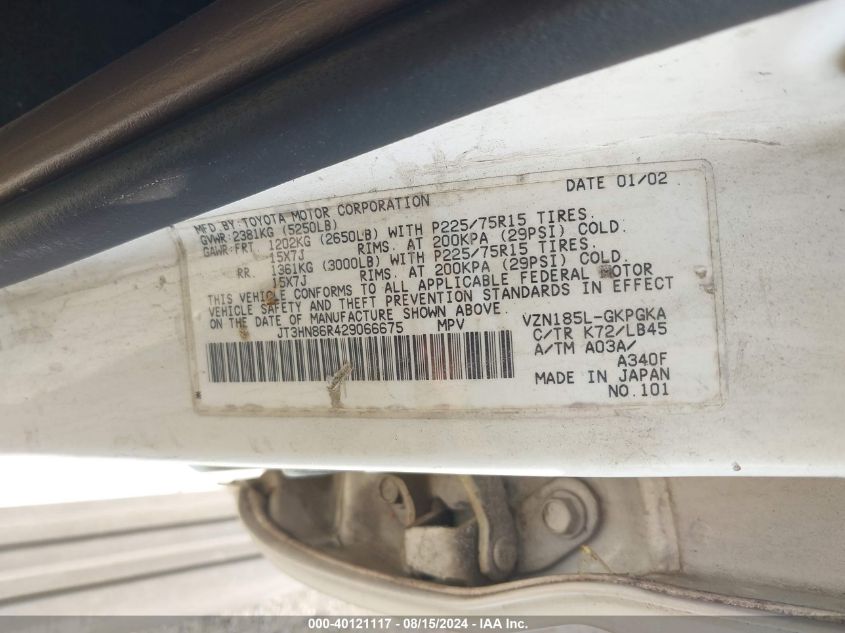 DATE 01/02
MFD BY:TOYOTA MOTOR CORPORATION
GVWR:2381KG (5250LB)
GAWR:FRT 1202KG (2650LB) WITH P225/75R15 TIRES.
15X7J RIMS. AT 200KPA (29PSI) COLD.
RR 1361KG (3000LB) WITH P225/75R15 TIRES.
15X7J RIMS. AT 200KPA (29PSI) COLD.
THIS VEHICLE CONFORMS TO ALL APPLICABLE FEDERAL MOTOR
VEHICLE SAFETY AND THEFT PREVENTION STANDARDS IN EFFECT
ON THE DATE OF MANUFACTURE SHOWN ABOVE.
JT3HN86R429066675 MPV
VZN185L-GKPGKA
C/TR K72/LB45
A/TM A03A/
A340F
MADE IN JAPAN
NO.101
000-40121117 - 08/15/2024 - IAA, Inc.